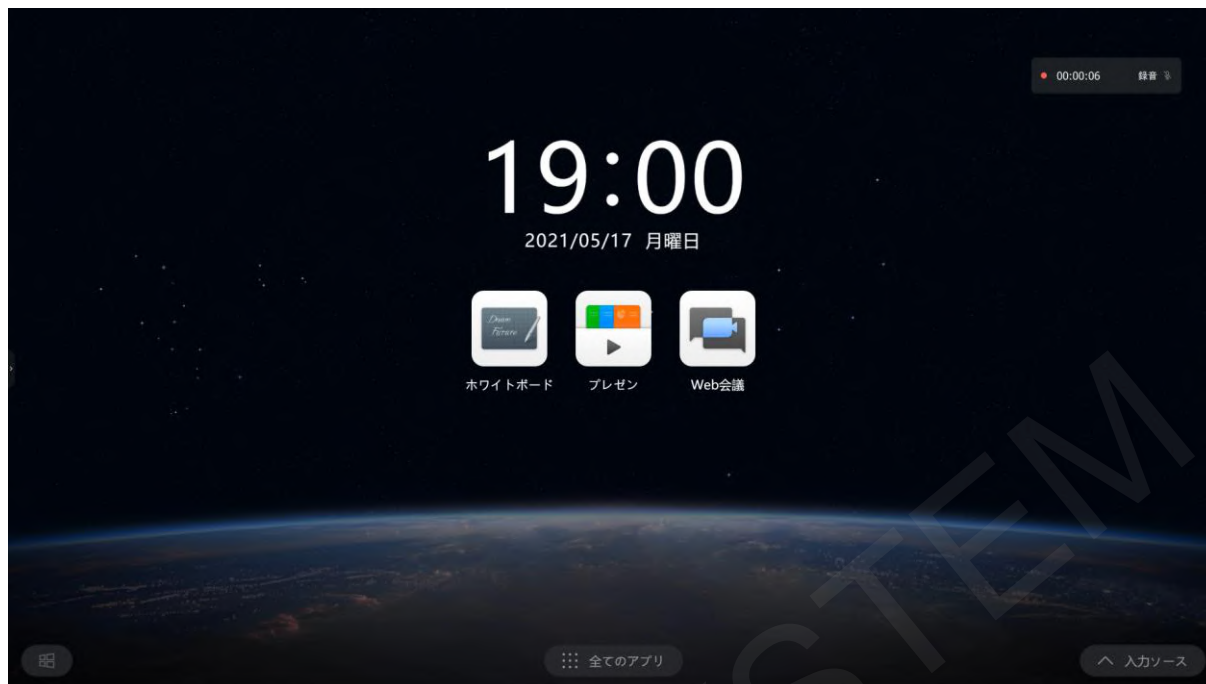 00:00:06 録音
19:00
2021/05/17 月曜日
Dream
Future
ホワイトボード プレゼン Web会議
全てのアプリ 入力ソース
STEM